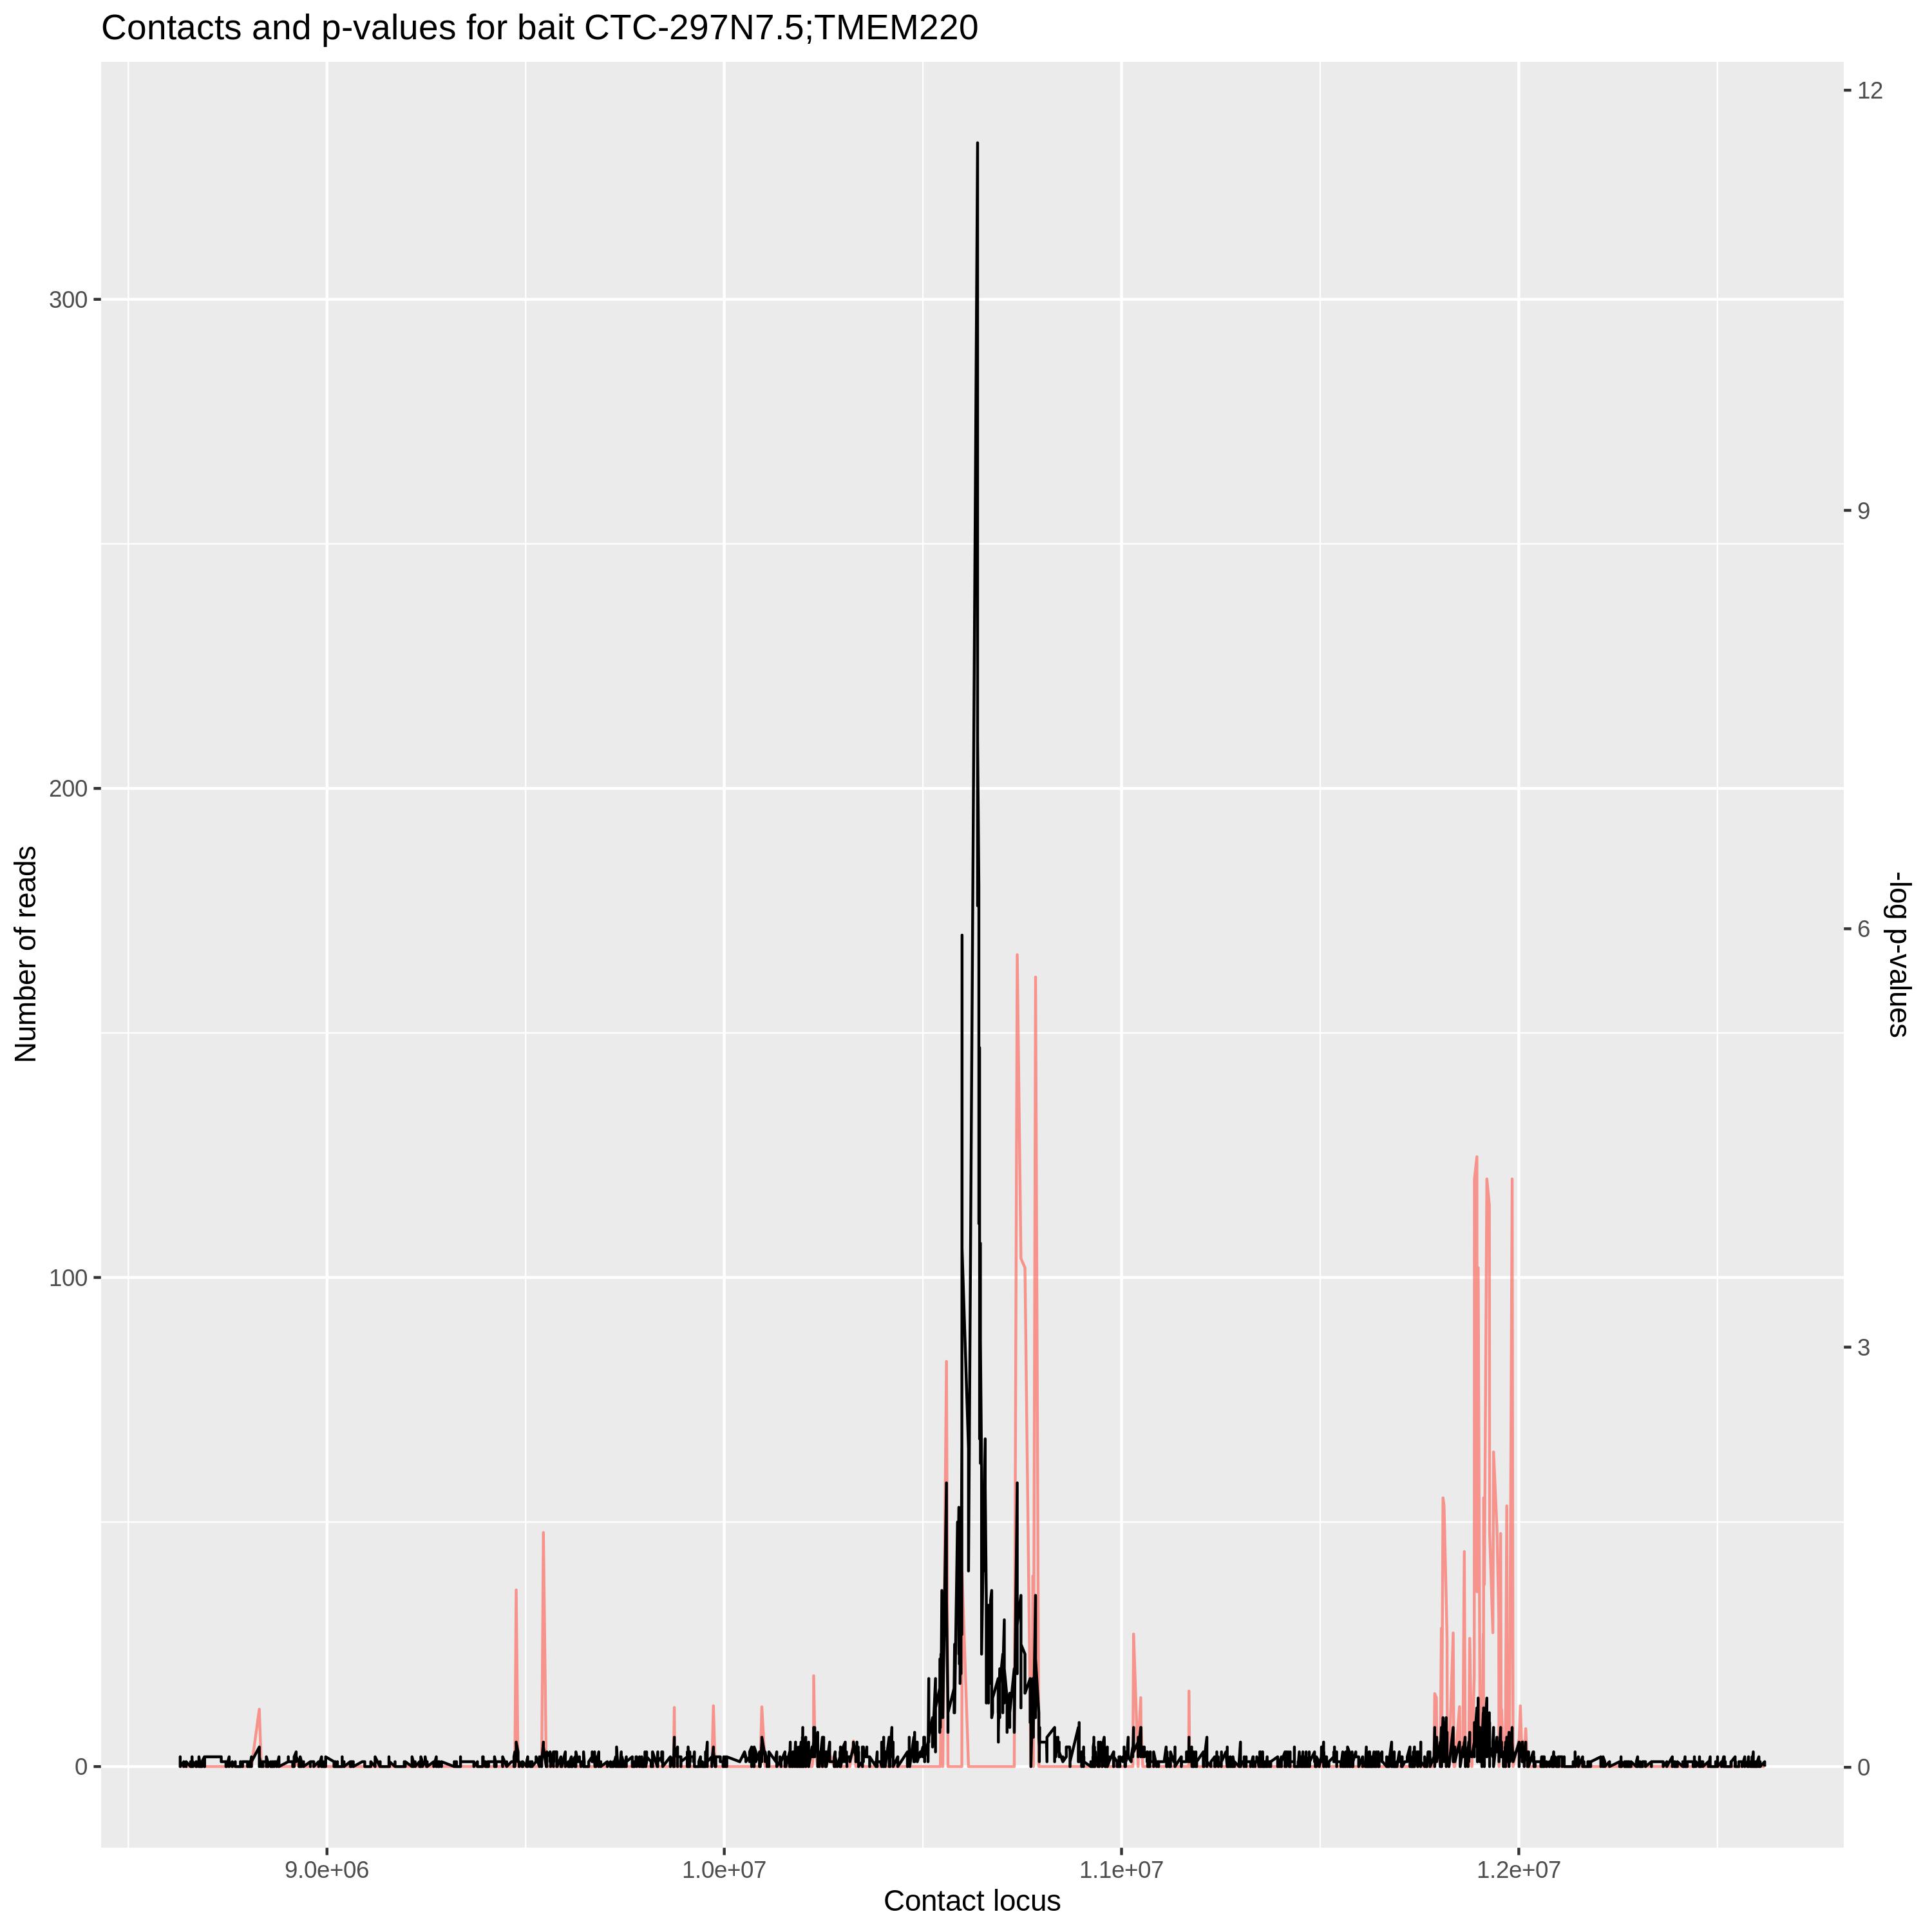 Contacts and p-values for bait CTC-297N7.5;TMEM220
Number of reads
300
200
100
0
12
9
6
3
0
-log p-values
9.0e+06
1.0e+07
1.1e+07
1.2e+07
Contact locus